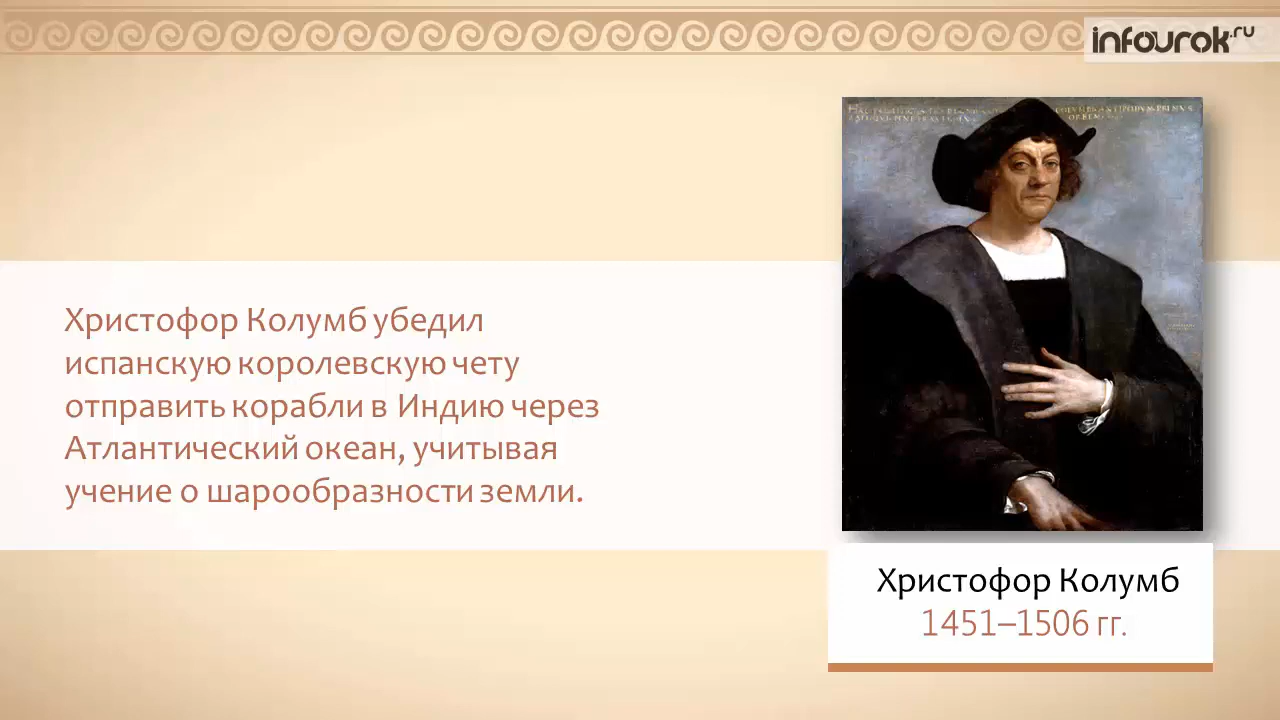 infourok.ru
Христофор Колумб убедил
испанскую королевскую чету
отправить корабли в Индию через
Атлантический океан, учитывая
учение о шарообразности земли.
Христофор Колумб
1451–1506 гг.